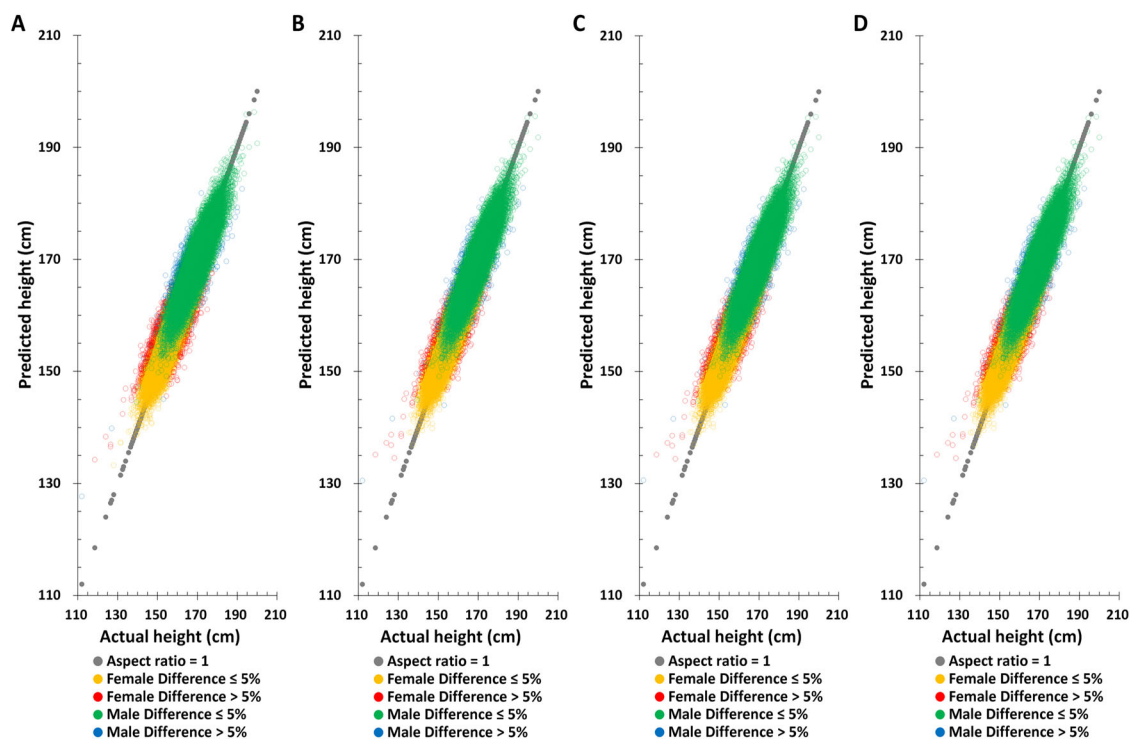 A B C D
210 210 210 210
190 190 190 190
170 170 170 170
150 150 150 150
130 130 130 130
110 110 110 110
Predicted height (cm) Predicted height (cm) Predicted height (cm) Predicted height (cm)
110 130 150 170 190 210 110 130 150 170 190 210 110 130 150 170 190 210 110 130 150 170 190 210
Actual height (cm) Actual height (cm) Actual height (cm) Actual height (cm)
Aspect ratio = 1 Aspect ratio = 1 Aspect ratio = 1 Aspect ratio = 1
Female Difference ≤ 5% Female Difference ≤ 5% Female Difference ≤ 5% Female Difference ≤ 5%
Female Difference > 5% Female Difference > 5% Female Difference > 5% Female Difference > 5%
Male Difference ≤ 5% Male Difference ≤ 5% Male Difference ≤ 5% Male Difference ≤ 5%
Male Difference > 5% Male Difference > 5% Male Difference > 5% Male Difference > 5%